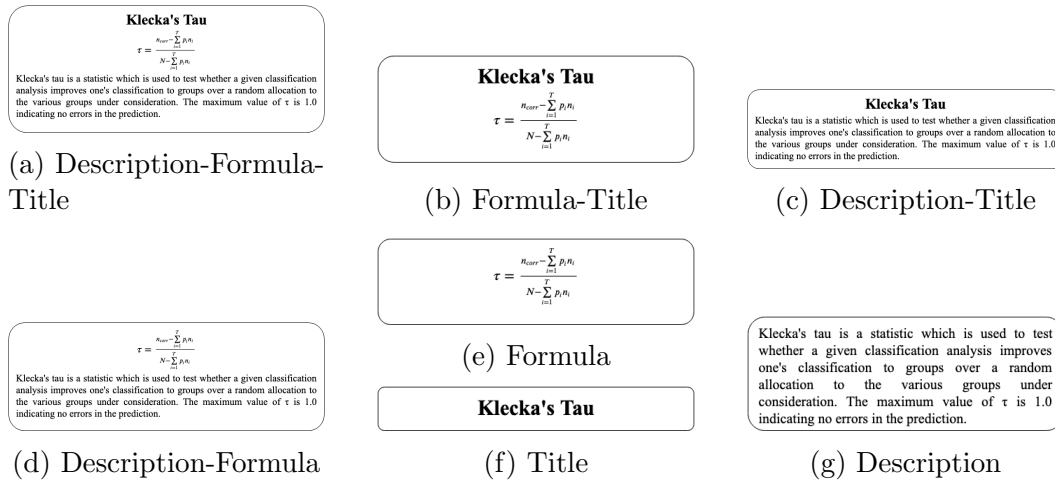 Klecka's Tau
τ = (n_corr − ∑_{i=1}^{T} p_i n_i) / (N − ∑_{i=1}^{T} p_i n_i)
Klecka's tau is a statistic which is used to test whether a given classification
analysis improves one's classification to groups over a random allocation to
the various groups under consideration. The maximum value of τ is 1.0
indicating no errors in the prediction.
(a) Description-Formula-
Title
Klecka's Tau
τ = (n_corr − ∑_{i=1}^{T} p_i n_i) / (N − ∑_{i=1}^{T} p_i n_i)
(b) Formula-Title
Klecka's Tau
Klecka's tau is a statistic which is used to test whether a given classification
analysis improves one's classification to groups over a random allocation to
the various groups under consideration. The maximum value of τ is 1.0
indicating no errors in the prediction.
(c) Description-Title
τ = (n_corr − ∑_{i=1}^{T} p_i n_i) / (N − ∑_{i=1}^{T} p_i n_i)
Klecka's tau is a statistic which is used to test whether a given classification
analysis improves one's classification to groups over a random allocation to
the various groups under consideration. The maximum value of τ is 1.0
indicating no errors in the prediction.
(d) Description-Formula
τ = (n_corr − ∑_{i=1}^{T} p_i n_i) / (N − ∑_{i=1}^{T} p_i n_i)
(e) Formula
Klecka's Tau
(f) Title
Klecka's tau is a statistic which is used to test
whether a given classification analysis improves
one's classification to groups over a random
allocation to the various groups under
consideration. The maximum value of τ is 1.0
indicating no errors in the prediction.
(g) Description